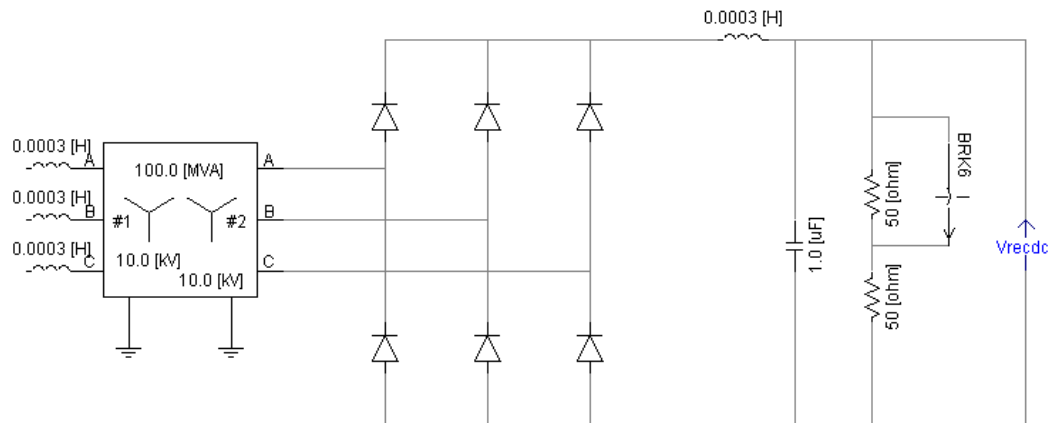 0.0003 [H]
0.0003 [H]
A
A
100.0 [MVA]
0.0003 [H]
B
B
#1
#2
0.0003 [H]
C
C
10.0 [KV]
10.0 [KV]
1.0 [uF]
50 [ohm]
50 [ohm]
BRK6
I
Vrecdc